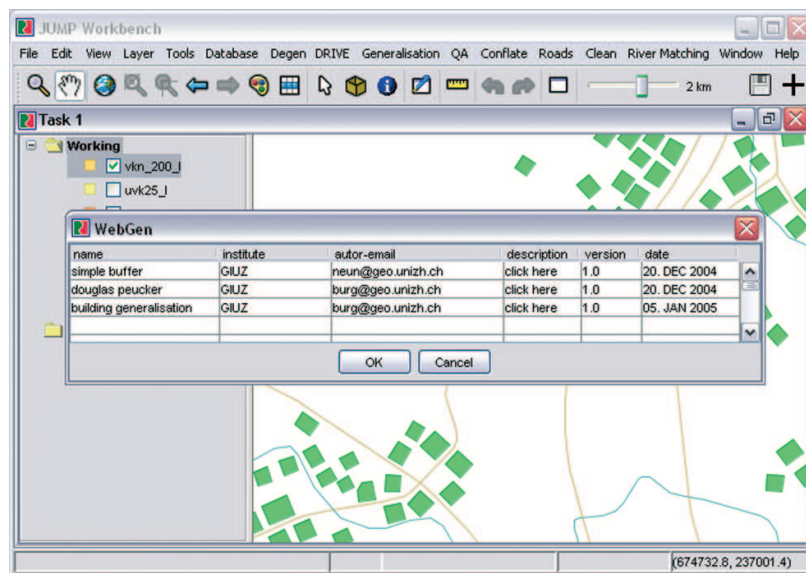 JUMP Workbench
File Edit View Layer Tools Database Degen DRIVE Generalisation QA Conflate Roads Clean River Matching Window Help
2 km
Task 1
Working
vkn_200_l
uvk25_l
WebGen
name institute autor-email description version date
simple buffer GIUZ neun@geo.unizh.ch click here 1.0 20. DEC 2004
douglas peucker GIUZ burg@geo.unizh.ch click here 1.0 20. DEC 2004
building generalisation GIUZ burg@geo.unizh.ch click here 1.0 05. JAN 2005
OK Cancel
(674732.8, 237001.4)